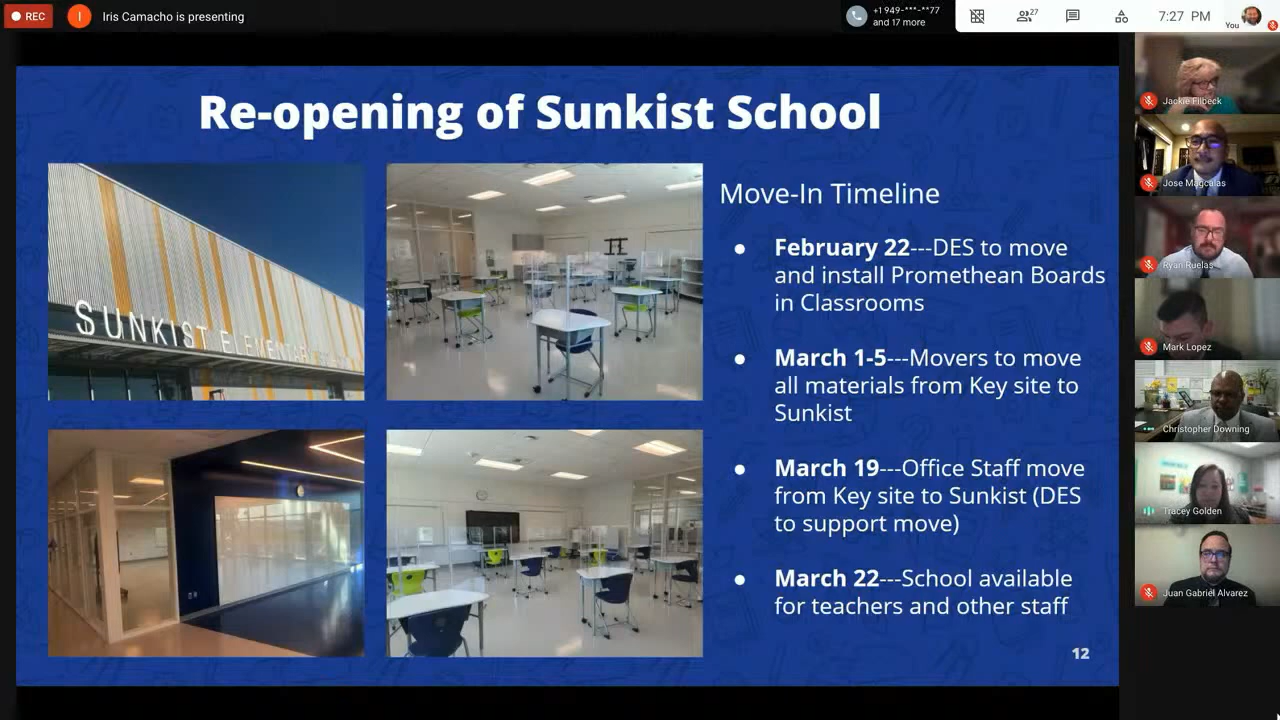 REC
I
Iris Camacho is presenting
+1 949-***-**77
and 17 more
27
7:27 PM
You
Re-opening of Sunkist School
SUNKIST ELEMENTARY
Move-In Timeline
● February 22---DES to move
and install Promethean Boards
in Classrooms
● March 1-5---Movers to move
all materials from Key site to
Sunkist
● March 19---Office Staff move
from Key site to Sunkist (DES
to support move)
● March 22---School available
for teachers and other staff
12
Jackie Filbeck
Jose Magcalas
Ryan Ruelas
Mark Lopez
Christopher Downing
Tracey Golden
Juan Gabriel Alvarez